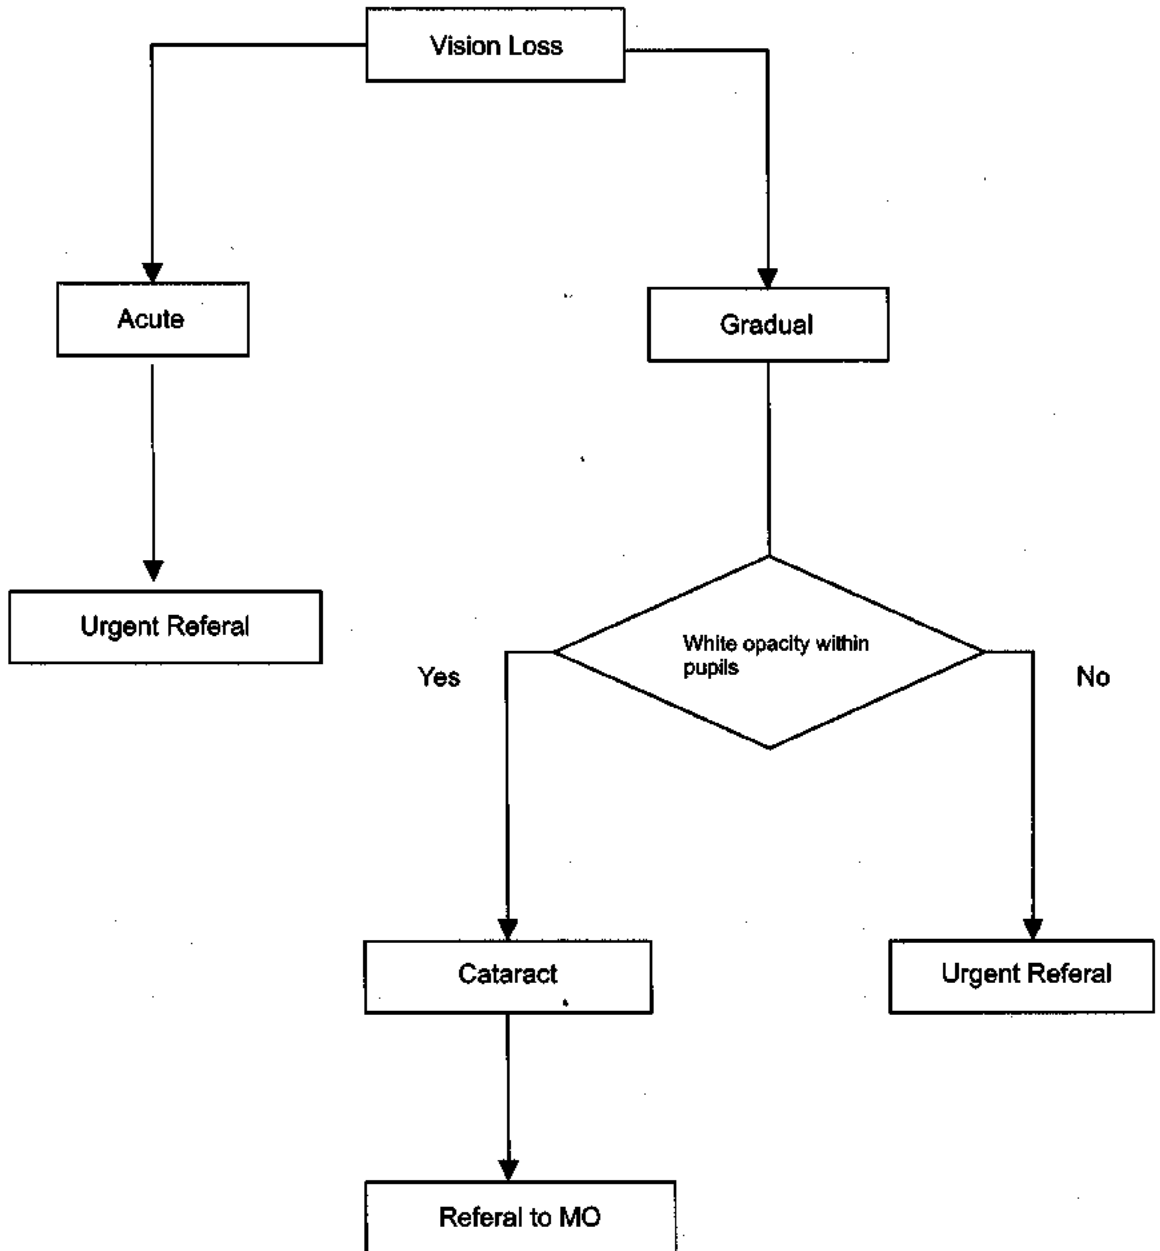 Vision Loss
Acute
Gradual
Urgent Referal
White opacity within
pupils
Yes
No
Cataract
Urgent Referal
Referal to MO